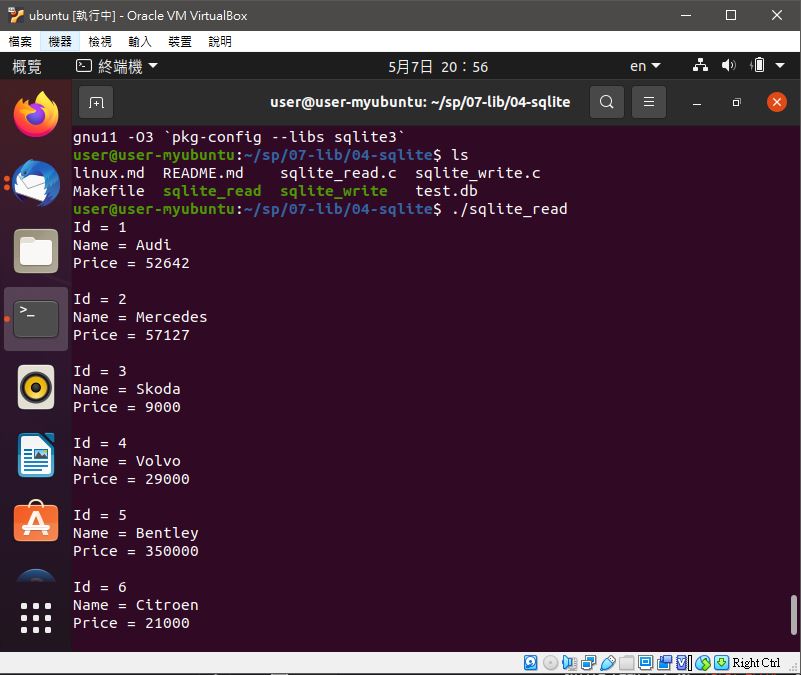 ubuntu [執行中] - Oracle VM VirtualBox
檔案 機器 檢視 輸入 裝置 說明
概覽 終端機 5月7日 20：56 en
user@user-myubuntu: ~/sp/07-lib/04-sqlite
gnu11 -O3 `pkg-config --libs sqlite3`
user@user-myubuntu:~/sp/07-lib/04-sqlite$ ls
linux.md README.md sqlite_read.c sqlite_write.c
Makefile sqlite_read sqlite_write test.db
user@user-myubuntu:~/sp/07-lib/04-sqlite$ ./sqlite_read
Id = 1
Name = Audi
Price = 52642
Id = 2
Name = Mercedes
Price = 57127
Id = 3
Name = Skoda
Price = 9000
Id = 4
Name = Volvo
Price = 29000
Id = 5
Name = Bentley
Price = 350000
Id = 6
Name = Citroen
Price = 21000
Right Ctrl